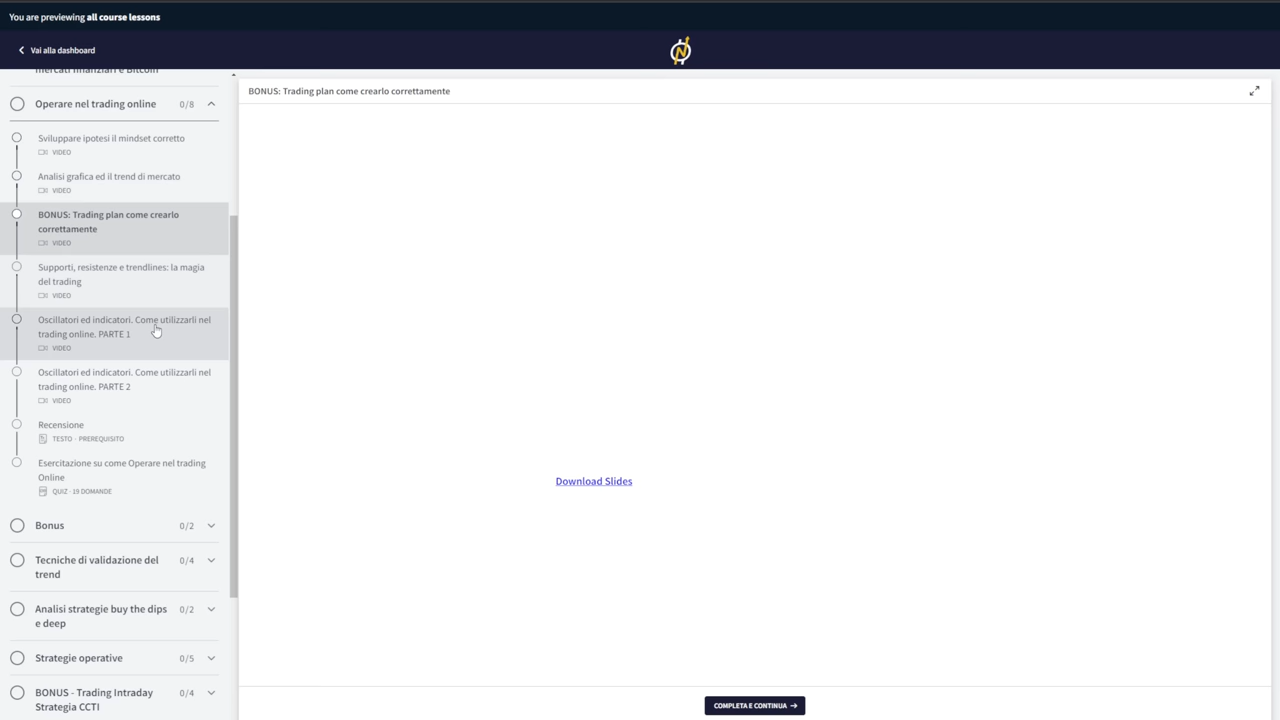 You are previewing all course lessons
Vai alla dashboard
mercati finanziari e Bitcoin
Operare nel trading online 0/8
Sviluppare ipotesi il mindset corretto
VIDEO
Analisi grafica ed il trend di mercato
VIDEO
BONUS: Trading plan come crearlo
correttamente
VIDEO
Supporti, resistenze e trendlines: la magia
del trading
VIDEO
Oscillatori ed indicatori. Come utilizzarli nel
trading online. PARTE 1
VIDEO
Oscillatori ed indicatori. Come utilizzarli nel
trading online. PARTE 2
VIDEO
Recensione
TESTO · PREREQUISITO
Esercitazione su come Operare nel trading
Online
QUIZ · 19 DOMANDE
Bonus 0/2
Tecniche di validazione del 0/4
trend
Analisi strategie buy the dips 0/2
e deep
Strategie operative 0/5
BONUS - Trading Intraday 0/4
Strategia CCTI
BONUS: Trading plan come crearlo correttamente
Download Slides
COMPLETA E CONTINUA →